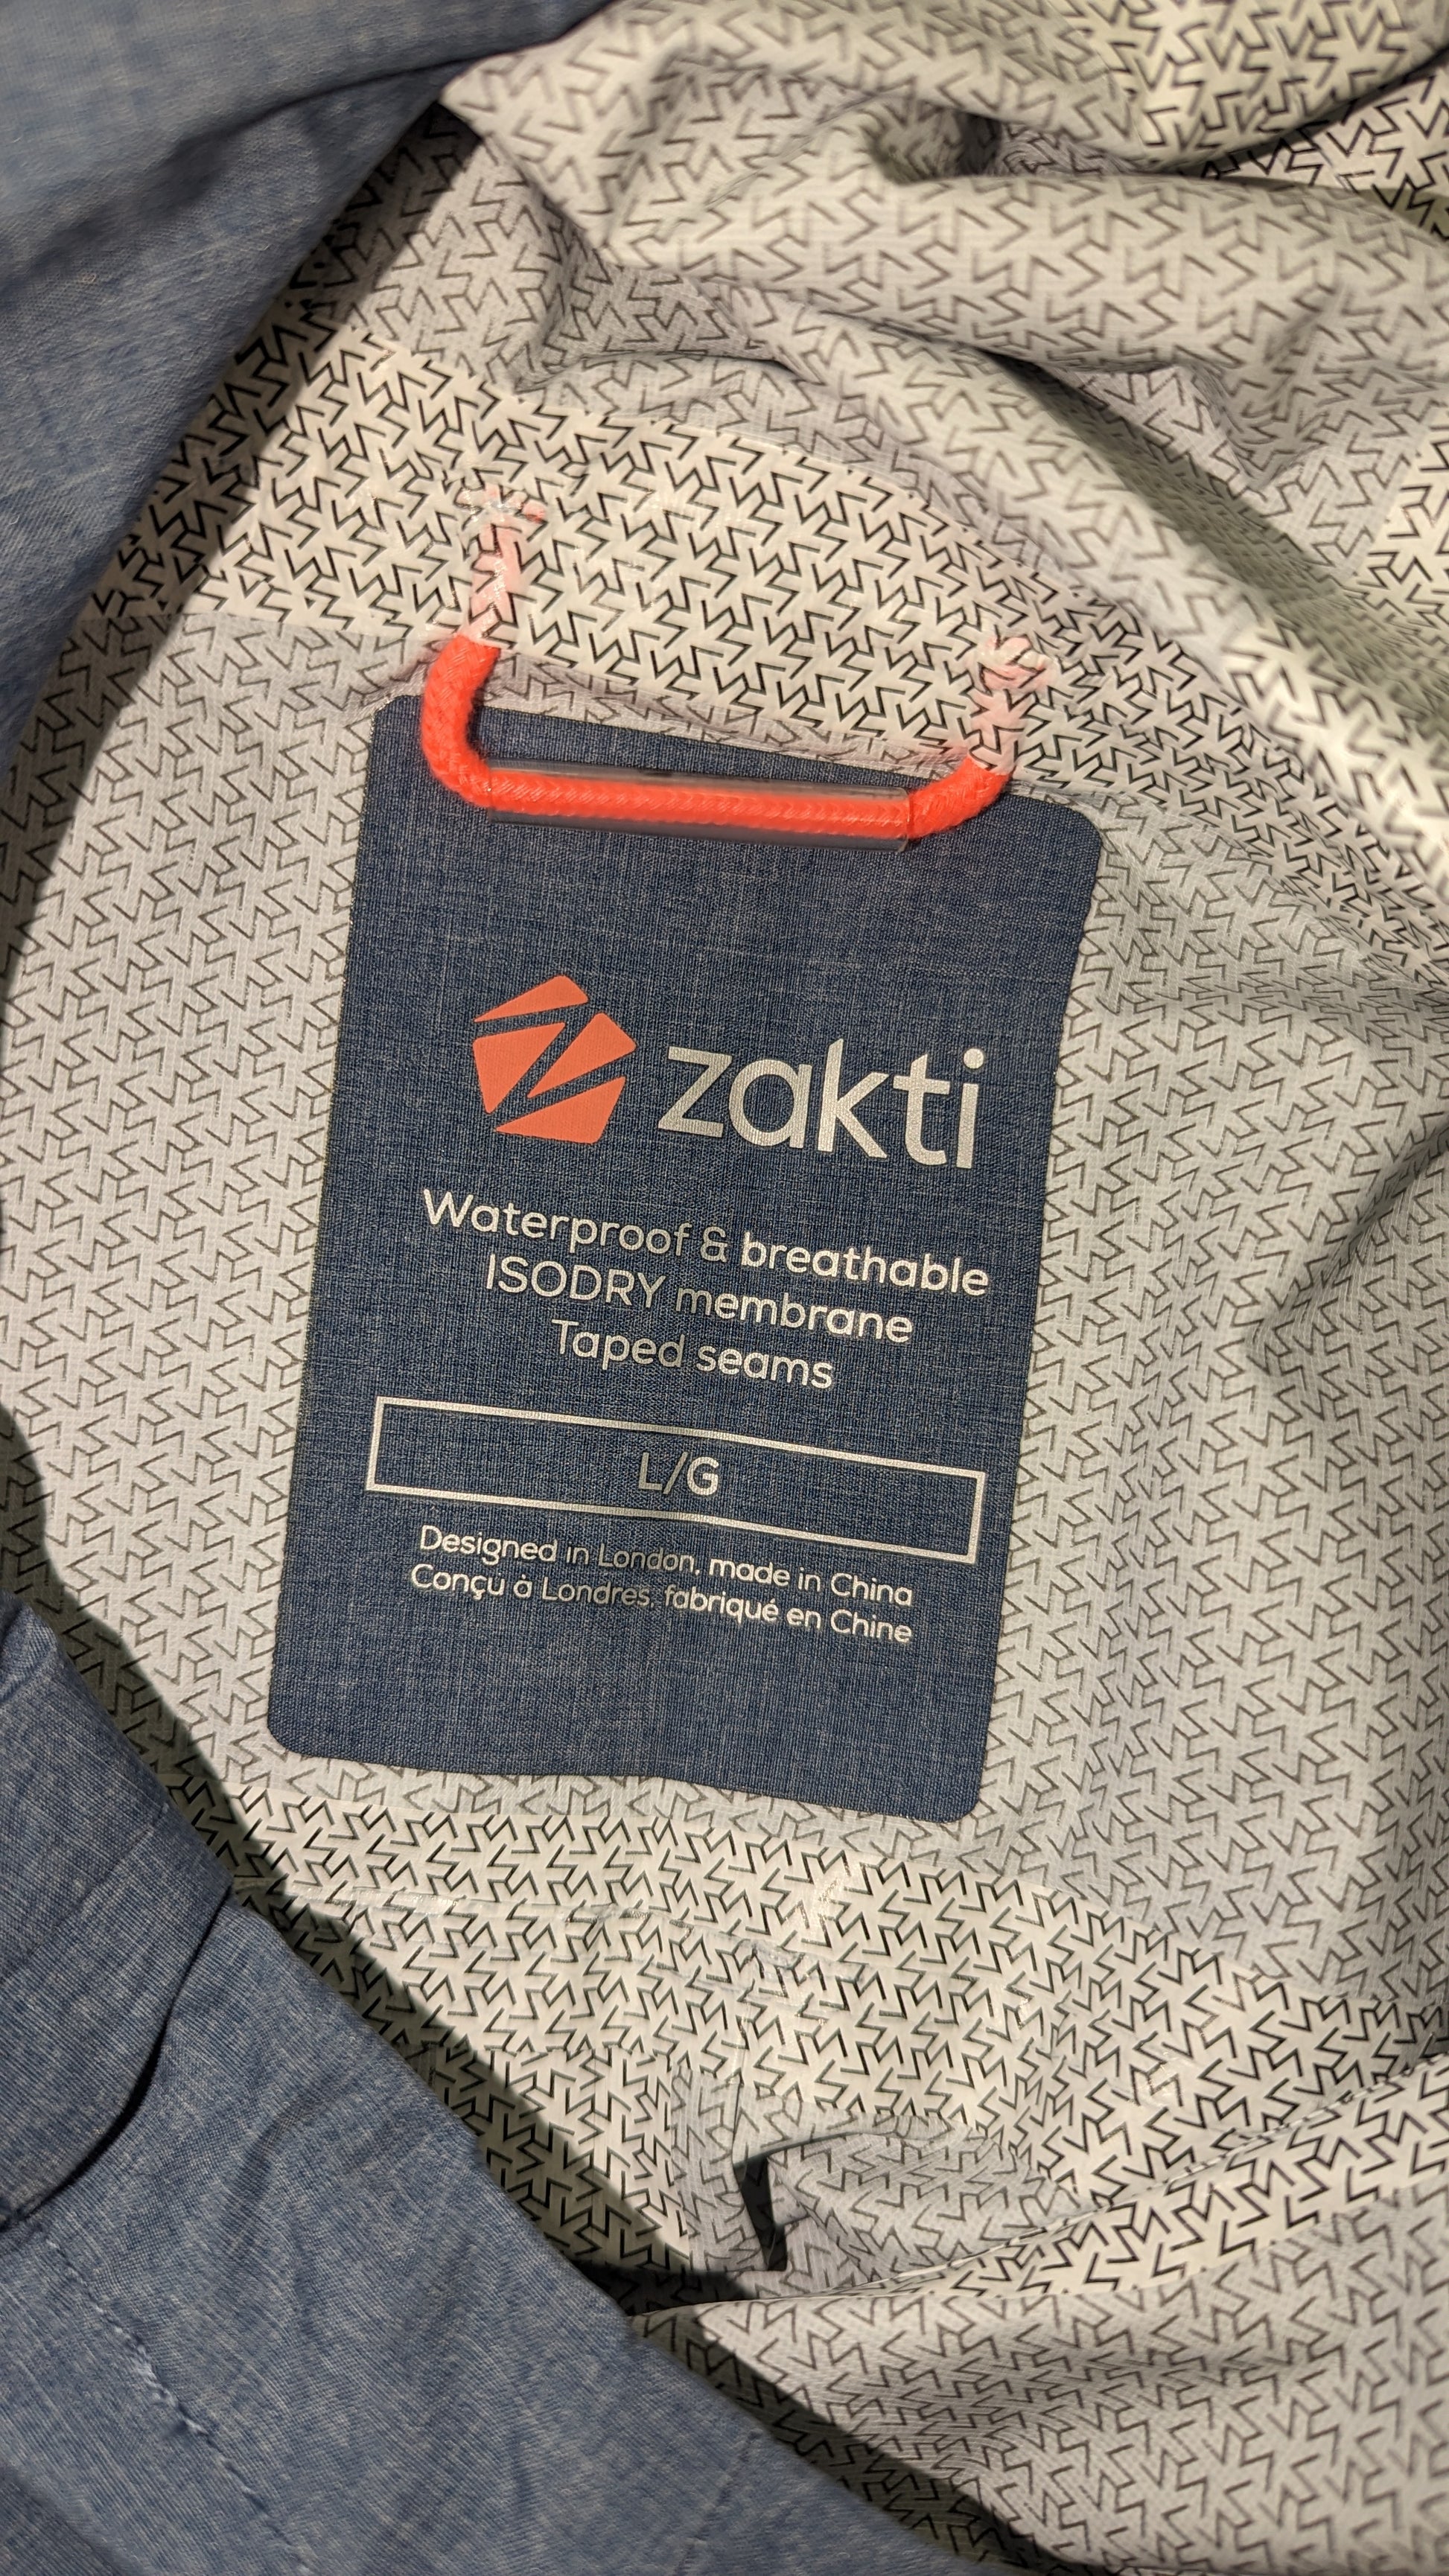 zakti
Waterproof & breathable
ISODRY membrane
Taped seams
L/G
Designed in London, made in China
Conçu à Londres, fabriqué en Chine